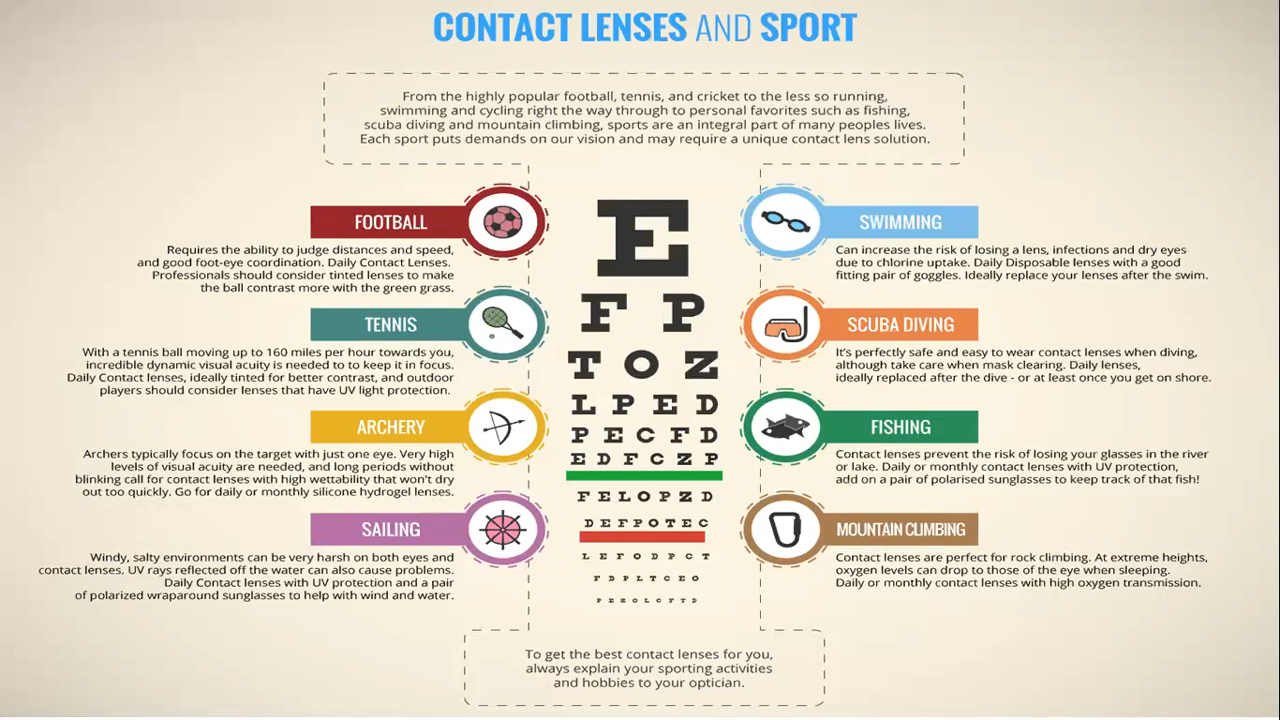 CONTACT LENSES AND SPORT
From the highly popular football, tennis, and cricket to the less so running,
swimming and cycling right the way through to personal favorites such as fishing,
scuba diving and mountain climbing, sports are an integral part of many peoples lives.
Each sport puts demands on our vision and may require a unique contact lens solution.
FOOTBALL
Requires the ability to judge distances and speed,
and good foot-eye coordination. Daily Contact Lenses.
Professionals should consider tinted lenses to make
the ball contrast more with the green grass.
TENNIS
With a tennis ball moving up to 160 miles per hour towards you,
incredible dynamic visual acuity is needed to to keep it in focus.
Daily Contact lenses, ideally tinted for better contrast, and outdoor
players should consider lenses that have UV light protection.
ARCHERY
Archers typically focus on the target with just one eye. Very high
levels of visual acuity are needed, and long periods without
blinking call for contact lenses with high wettability that won't dry
out too quickly. Go for daily or monthly silicone hydrogel lenses.
SAILING
Windy, salty environments can be very harsh on both eyes and
contact lenses. UV rays reflected off the water can also cause problems.
Daily Contact lenses with UV protection and a pair
of polarized wraparound sunglasses to help with wind and water.
E
F P
T O Z
L P E D
P E C F D
E D F C Z P
F E L O P Z D
D E F P O T E C
L E F O D P C T
F D P L T C E O
P E Z O L C F T D
SWIMMING
Can increase the risk of losing a lens, infections and dry eyes
due to chlorine uptake. Daily Disposable lenses with a good
fitting pair of goggles. Ideally replace your lenses after the swim.
SCUBA DIVING
It's perfectly safe and easy to wear contact lenses when diving,
although take care when mask clearing. Daily lenses,
ideally replaced after the dive - or at least once you get on shore.
FISHING
Contact lenses prevent the risk of losing your glasses in the river
or lake. Daily or monthly contact lenses with UV protection,
add on a pair of polarised sunglasses to keep track of that fish!
MOUNTAIN CLIMBING
Contact lenses are perfect for rock climbing. At extreme heights,
oxygen levels can drop to those of the eye when sleeping.
Daily or monthly contact lenses with high oxygen transmission.
To get the best contact lenses for you,
always explain your sporting activities
and hobbies to your optician.